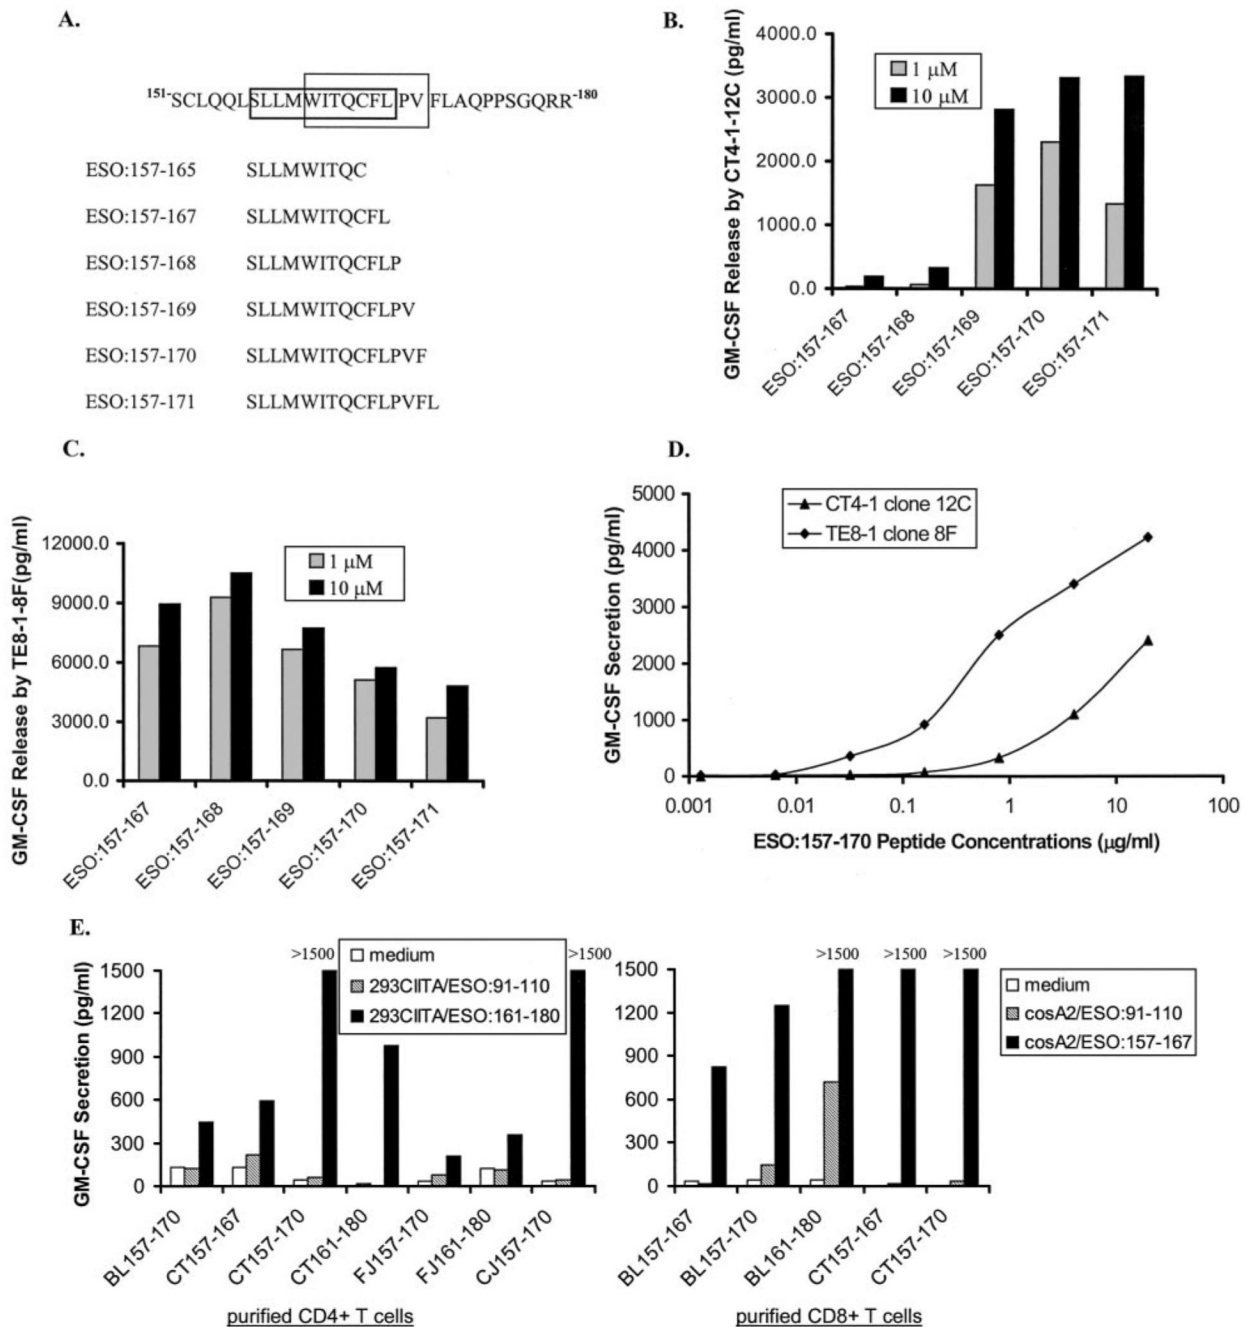 A.
151-SCLQQLSLLMWITQCFLPVFLAQPPSGQRR-180
ESO:157-165 SLLMWITQC
ESO:157-167 SLLMWITQCFL
ESO:157-168 SLLMWITQCFLP
ESO:157-169 SLLMWITQCFLPV
ESO:157-170 SLLMWITQCFLPVF
ESO:157-171 SLLMWITQCFLPVFL
B.
GM-CSF Release by CT4-1-12C (pg/ml)
4000.0
3000.0
2000.0
1000.0
0.0
1 µM
10 µM
ESO:157-167
ESO:157-168
ESO:157-169
ESO:157-170
ESO:157-171
C.
GM-CSF Release by TE8-1-8F(pg/ml)
12000.0
9000.0
6000.0
3000.0
0.0
1 µM
10 µM
ESO:157-167
ESO:157-168
ESO:157-169
ESO:157-170
ESO:157-171
D.
GM-CSF Secretion (pg/ml)
5000
4000
3000
2000
1000
0
CT4-1 clone 12C
TE8-1 clone 8F
0.001 0.01 0.1 1 10 100
ESO:157-170 Peptide Concentrations (µg/ml)
E.
GM-CSF Secretion (pg/ml)
1500
1200
900
600
300
0
>1500
>1500
medium
293CIITA/ESO:91-110
293CIITA/ESO:161-180
BL157-170
CT157-167
CT157-170
CT161-180
FJ157-170
FJ161-180
CJ157-170
purified CD4+ T cells
1500
1200
900
600
300
0
>1500
>1500
>1500
medium
cosA2/ESO:91-110
cosA2/ESO:157-167
BL157-167
BL157-170
BL161-180
CT157-167
CT157-170
purified CD8+ T cells